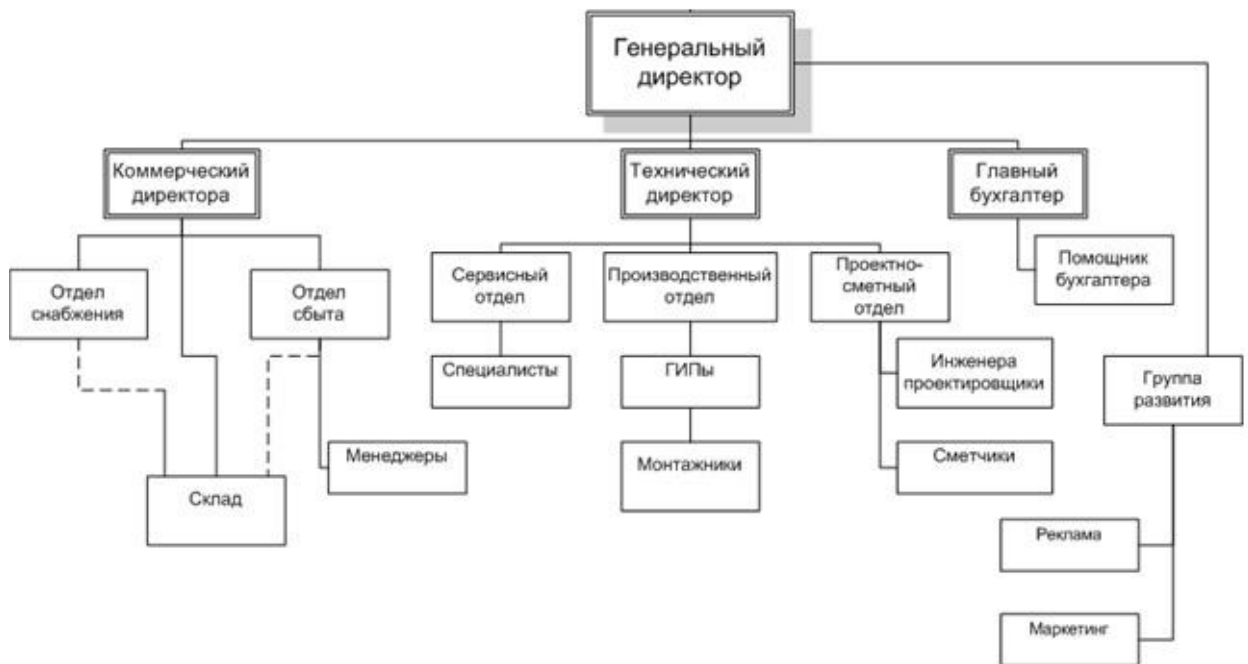 Генеральный
директор
Коммерческий
директора
Технический
директор
Главный
бухгалтер
Отдел
снабжения
Отдел
сбыта
Сервисный
отдел
Производственный
отдел
Проектно-
сметный
отдел
Помощник
бухгалтера
Специалисты
ГИПы
Инженера
проектировщики
Группа
развития
Менеджеры
Монтажники
Сметчики
Склад
Реклама
Маркетинг